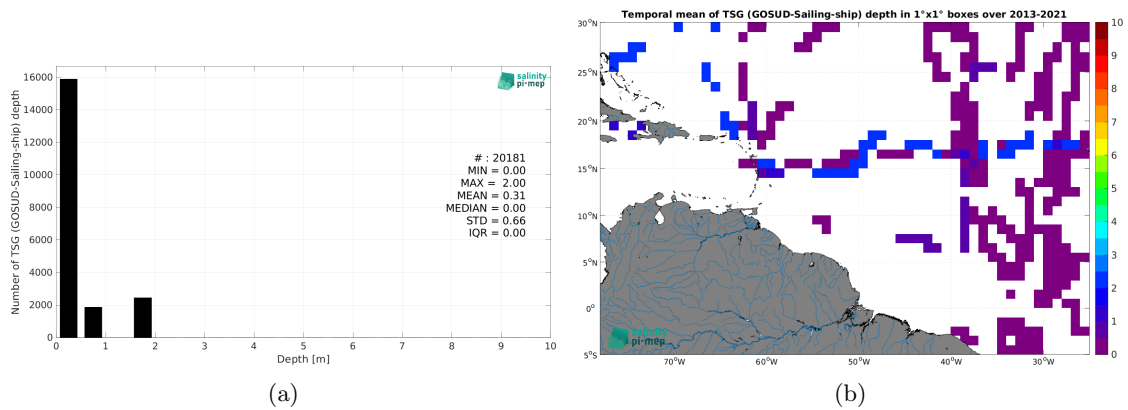 16000
14000
12000
10000
8000
6000
4000
2000
0
Number of TSG (GOSUD-Sailing-ship) depth
salinity
pi-mep
# : 20181
MIN = 0.00
MAX = 2.00
MEAN = 0.31
MEDIAN = 0.00
STD = 0.66
IQR = 0.00
0 1 2 3 4 5 6 7 8 9 10
Depth [m]
(a)
Temporal mean of TSG (GOSUD-Sailing-ship) depth in 1°x1° boxes over 2013-2021
30°N
25°N
20°N
15°N
10°N
5°N
0°
5°S
70°W 60°W 50°W 40°W 30°W
salinity
pi-mep
10
9
8
7
6
5
4
3
2
1
0
(b)